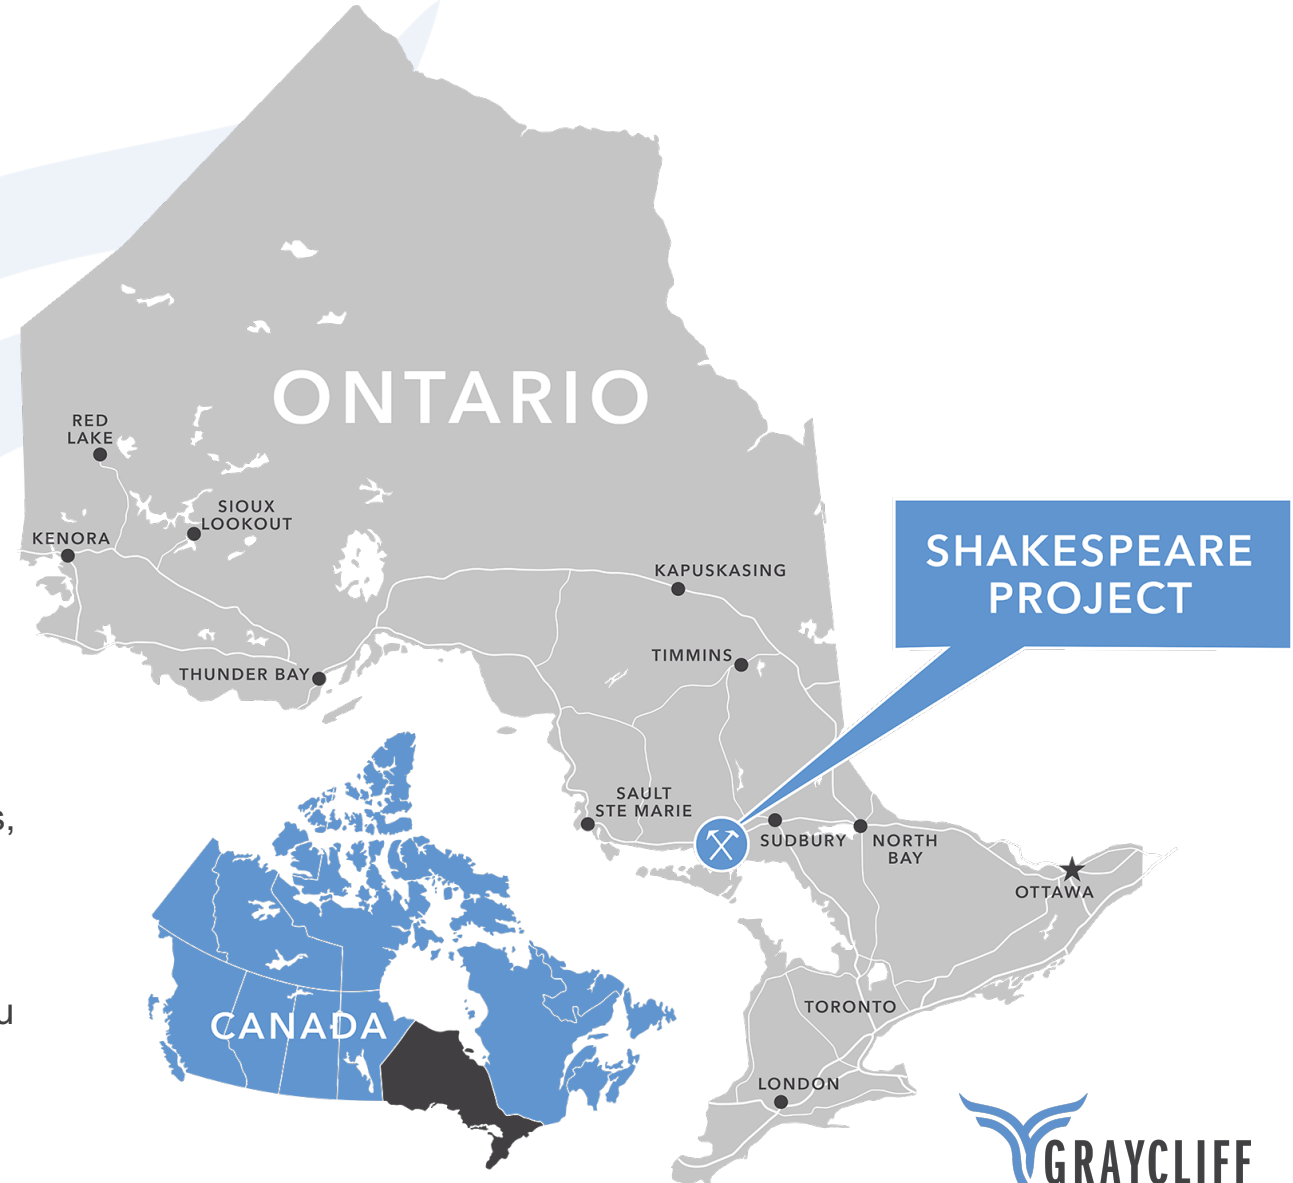 ONTARIO
RED
LAKE
SIOUX
LOOKOUT
KENORA
SHAKESPEARE
PROJECT
KAPUSKASING
TIMMINS
THUNDER BAY
SAULT
STE MARIE
s,
SUDBURY
NORTH
BAY
OTTAWA
TORONTO
u
CANADA
LONDON
GRAYCLIFF